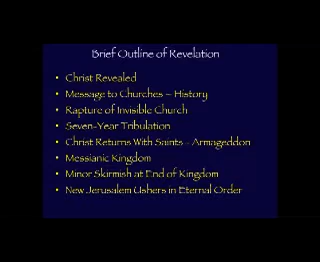 Brief Outline of Revelation
• Christ Revealed
• Message to Churches – History
• Rapture of Invisible Church
• Seven-Year Tribulation
• Christ Returns With Saints - Armageddon
• Messianic Kingdom
• Minor Skirmish at End of Kingdom
• New Jerusalem Ushers in Eternal Order